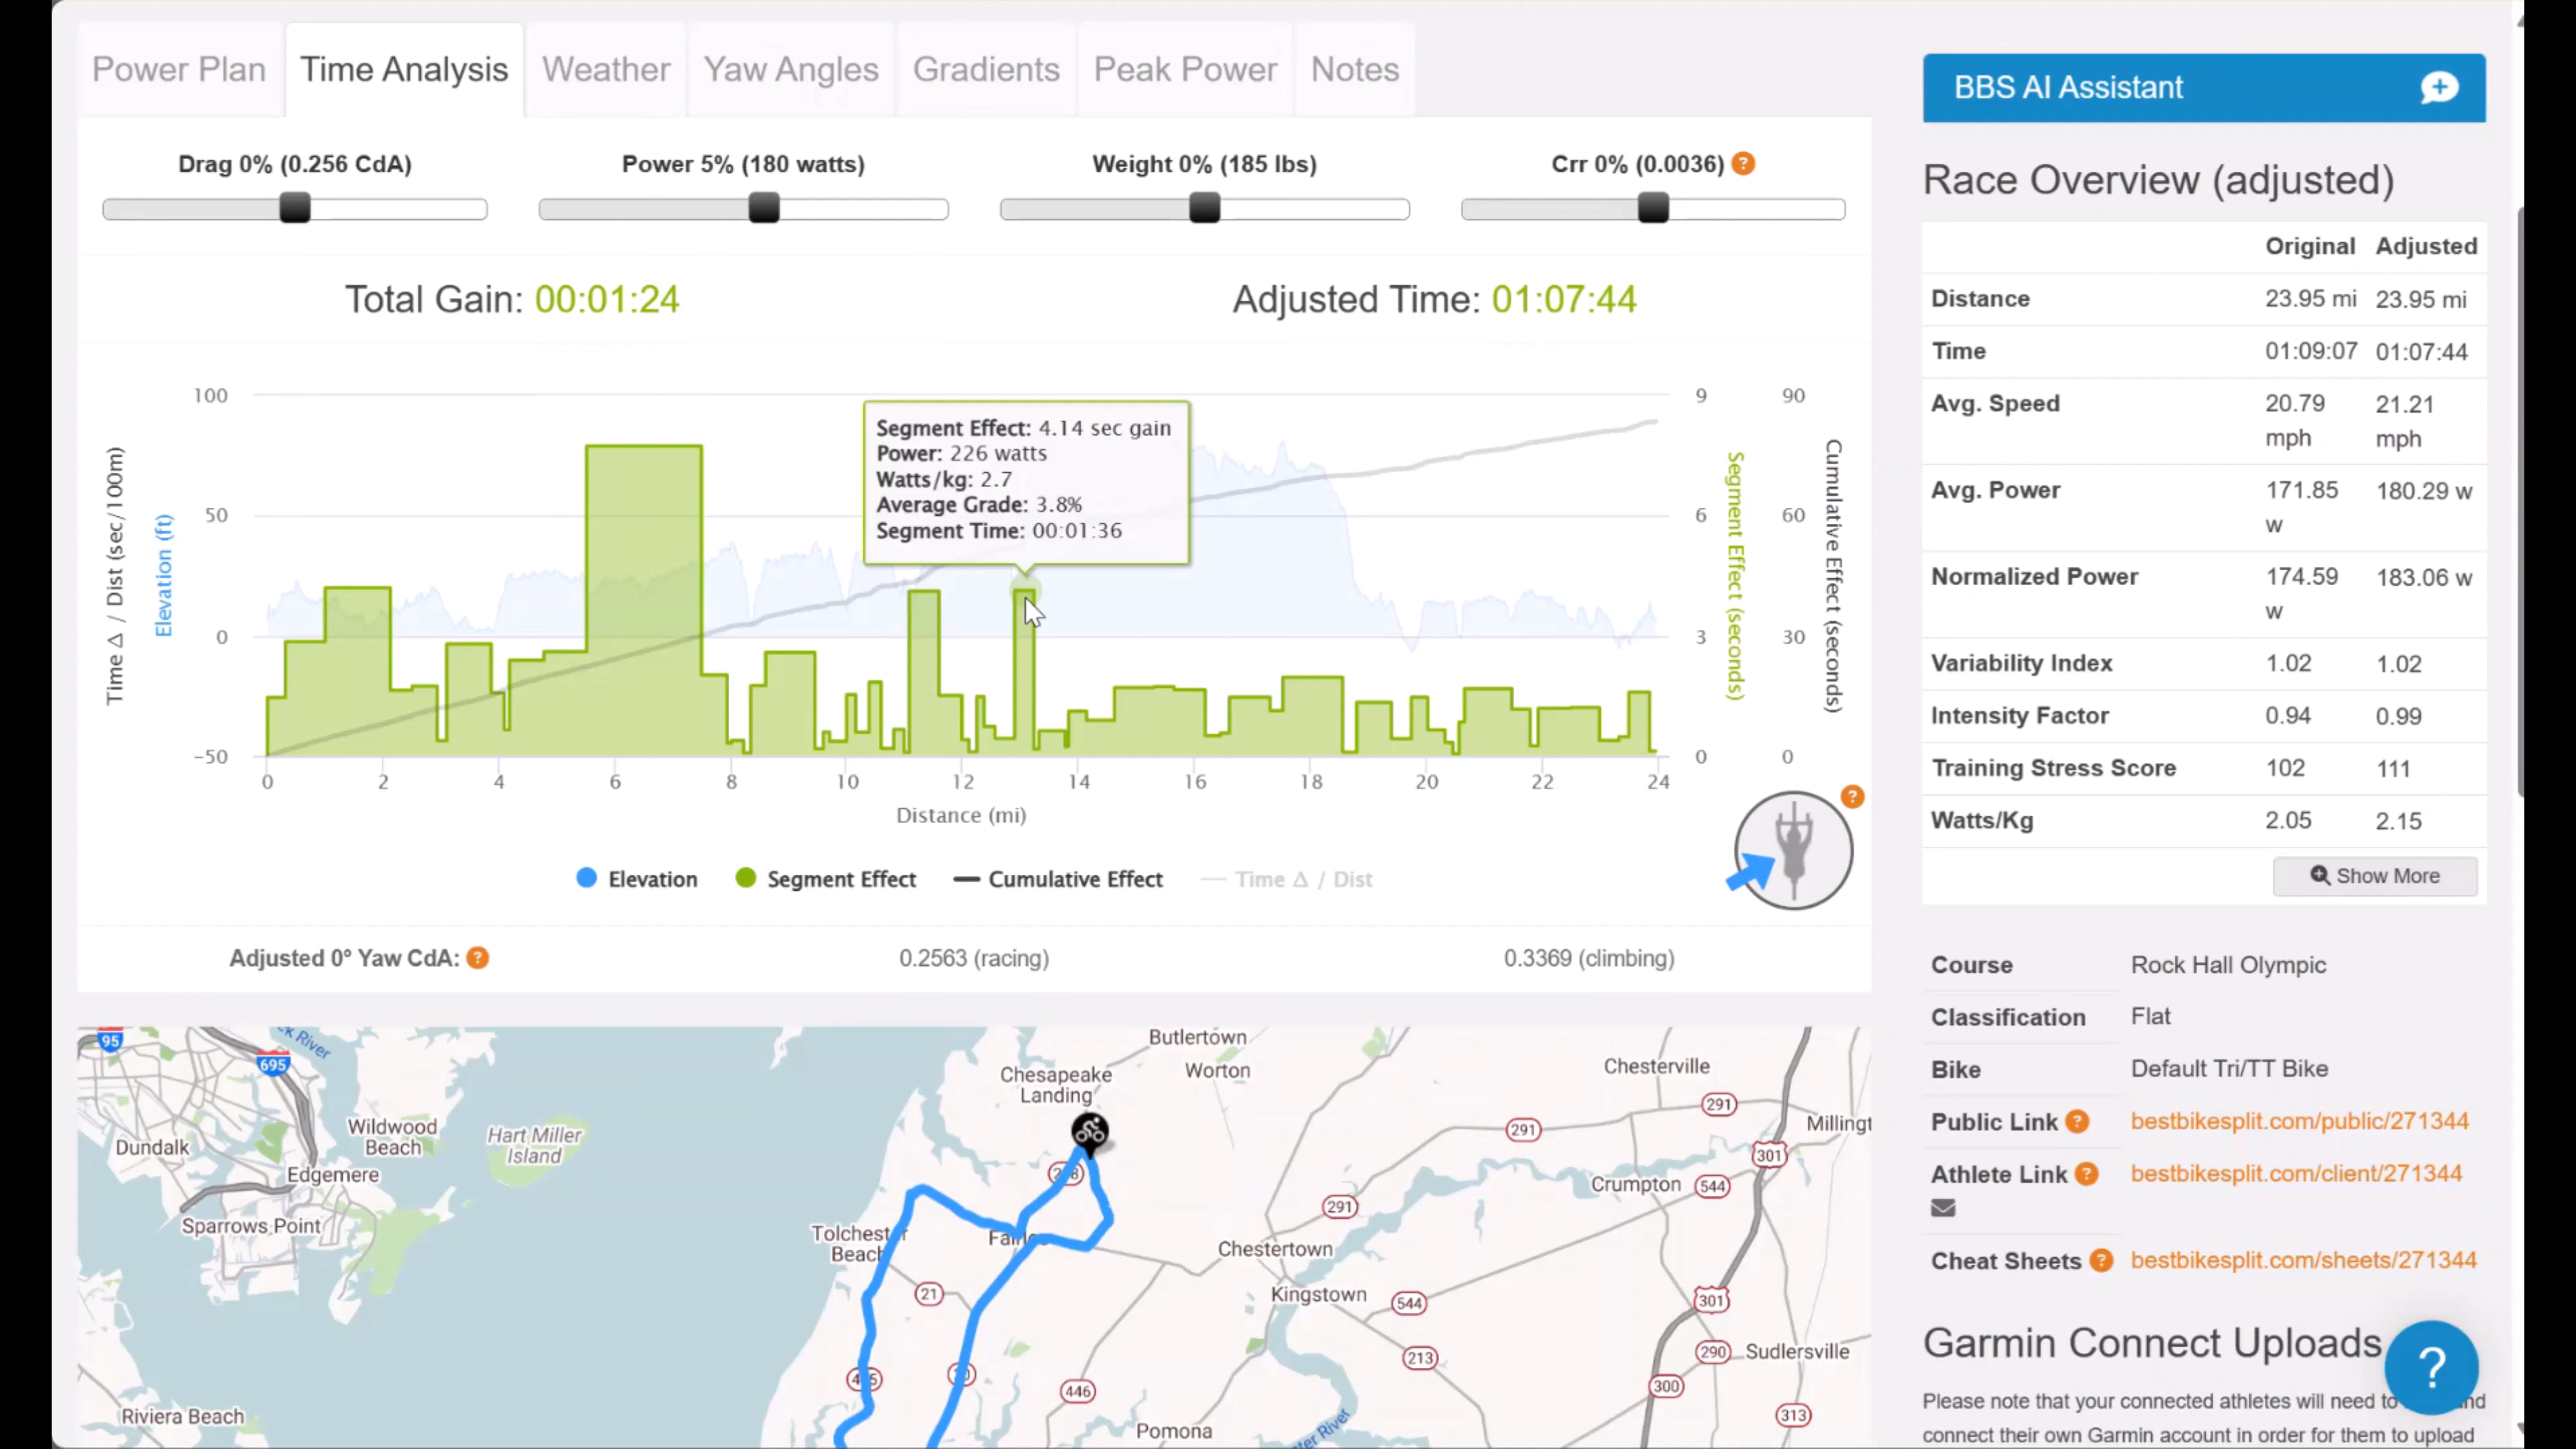 Power Plan
Time Analysis
Weather
Yaw Angles
Gradients
Peak Power
Notes
Drag 0% (0.256 CdA)
Power 5% (180 watts)
Weight 0% (185 lbs)
Crr 0% (0.0036) ?
Total Gain: 00:01:24
Adjusted Time: 01:07:44
Time Δ / Dist (sec/100m)
Elevation (ft)
100
50
0
-50
Segment Effect: 4.14 sec gain
Power: 226 watts
Watts/kg: 2.7
Average Grade: 3.8%
Segment Time: 00:01:36
9
6
3
0
Segment Effect (seconds)
90
60
30
0
Cumulative Effect (seconds)
0 2 4 6 8 10 12 14 16 18 20 22 24
Distance (mi)
?
Elevation
Segment Effect
Cumulative Effect
Time Δ / Dist
Adjusted 0° Yaw CdA: ?
0.2563 (racing)
0.3369 (climbing)
95
695
Dundalk
Wildwood
Beach
Hart Miller
Island
Edgemere
Sparrows Point
Riviera Beach
Butlertown
Worton
Chesapeake
Landing
Tolchester
Beach
21
446
Pomona
Chestertown
Kingstown
Crumpton
Chesterville
291
291
291
301
544
544
301
213
290
Sudlersville
300
313
BBS AI Assistant
Race Overview (adjusted)
Original Adjusted
Distance 23.95 mi 23.95 mi
Time 01:09:07 01:07:44
Avg. Speed 20.79 mph 21.21 mph
Avg. Power 171.85 w 180.29 w
Normalized Power 174.59 w 183.06 w
Variability Index 1.02 1.02
Intensity Factor 0.94 0.99
Training Stress Score 102 111
Watts/Kg 2.05 2.15
Show More
Course Rock Hall Olympic
Classification Flat
Bike Default Tri/TT Bike
Public Link ? bestbikesplit.com/public/271344
Athlete Link ? bestbikesplit.com/client/271344
Cheat Sheets ? bestbikesplit.com/sheets/271344
Garmin Connect Uploads
?
Please note that your connected athletes will need to
connect their own Garmin account in order for them to upload